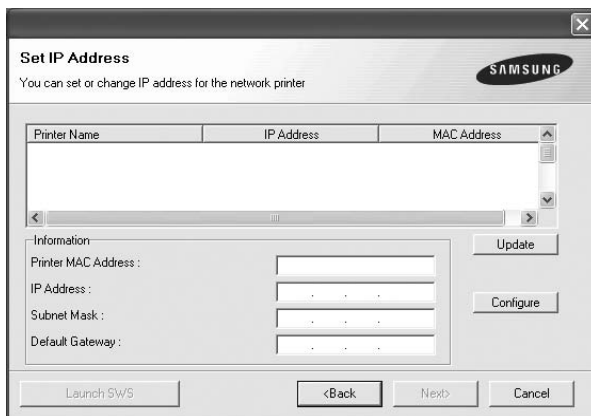 Set IP Address
You can set or change IP address for the network printer
SAMSUNG
Printer Name IP Address MAC Address
Information
Printer MAC Address :
IP Address :
Subnet Mask :
Default Gateway :
Update
Configure
Launch SWS
<Back
Next>
Cancel